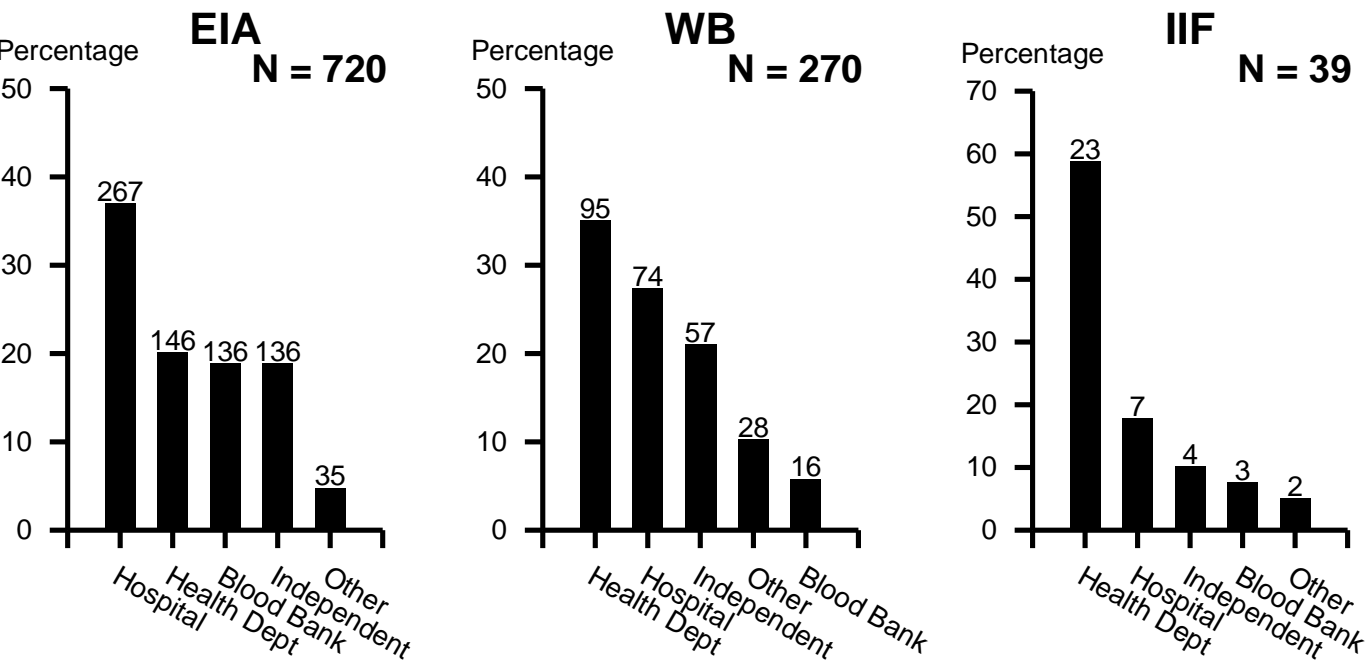 EIA
Percentage
N = 720
50
40
30
20
10
0
267
146
136
136
35
Hospital
Health Dept
Blood Bank
Independent
Other
WB
Percentage
N = 270
50
40
30
20
10
0
95
74
57
28
16
Health Dept
Hospital
Independent
Other
Blood Bank
IIF
Percentage
N = 39
70
60
50
40
30
20
10
0
23
7
4
3
2
Health Dept
Hospital
Independent
Blood Bank
Other